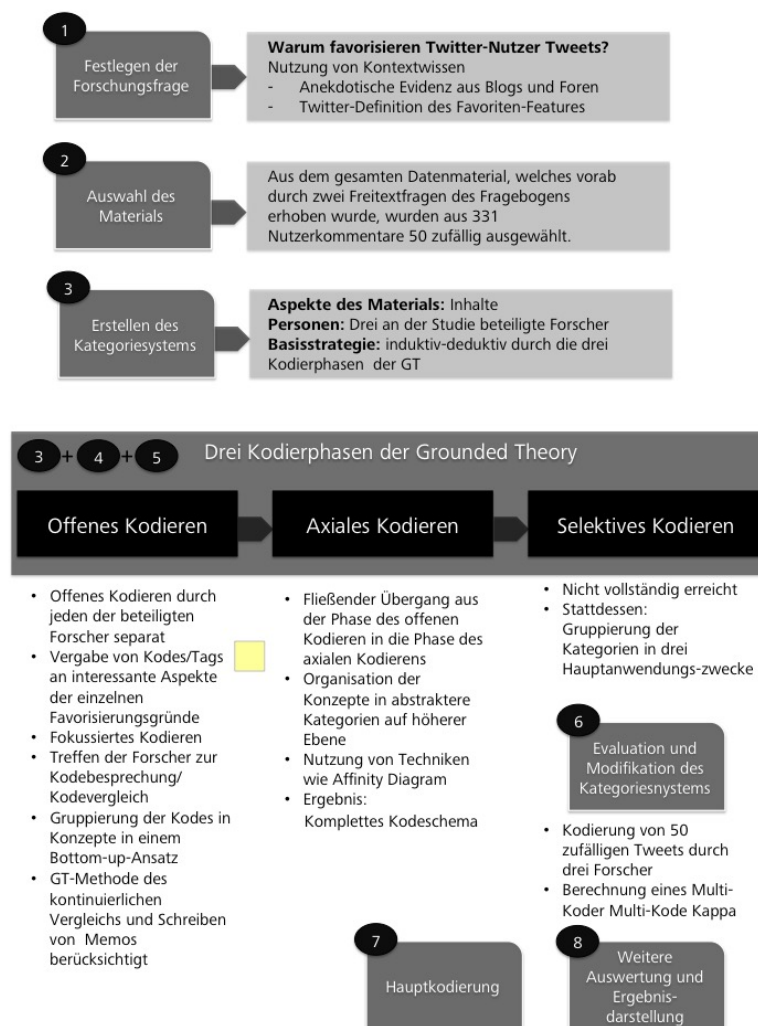 1
Festlegen der
Forschungsfrage
Warum favorisieren Twitter-Nutzer Tweets?
Nutzung von Kontextwissen
- Anekdotische Evidenz aus Blogs und Foren
- Twitter-Definition des Favoriten-Features
2
Auswahl des
Materials
Aus dem gesamten Datenmaterial, welches vorab
durch zwei Freitextfragen des Fragebogens
erhoben wurde, wurden aus 331
Nutzerkommentare 50 zufällig ausgewählt.
3
Erstellen des
Kategoriesystems
Aspekte des Materials: Inhalte
Personen: Drei an der Studie beteiligte Forscher
Basisstrategie: induktiv-deduktiv durch die drei
Kodierphasen der GT
3 + 4 + 5 Drei Kodierphasen der Grounded Theory
Offenes Kodieren
• Offenes Kodieren durch
jeden der beteiligten
Forscher separat
• Vergabe von Kodes/Tags
an interessante Aspekte
der einzelnen
Favorisierungsgründe
• Fokussiertes Kodieren
• Treffen der Forscher zur
Kodebesprechung/
Kodevergleich
• Gruppierung der Kodes in
Konzepte in einem
Bottom-up-Ansatz
• GT-Methode des
kontinuierlichen
Vergleichs und Schreiben
von Memos
berücksichtigt
Axiales Kodieren
• Fließender Übergang aus
der Phase des offenen
Kodieren in die Phase des
axialen Kodierens
• Organisation der
Konzepte in abstraktere
Kategorien auf höherer
Ebene
• Nutzung von Techniken
wie Affinity Diagram
• Ergebnis:
Komplettes Kodeschema
Selektives Kodieren
• Nicht vollständig erreicht
• Stattdessen:
Gruppierung der
Kategorien in drei
Hauptanwendungs-zwecke
6
Evaluation und
Modifikation des
Kategoriesnystems
• Kodierung von 50
zufälligen Tweets durch
drei Forscher
• Berechnung eines Multi-
Koder Multi-Kode Kappa
7
Hauptkodierung
8
Weitere
Auswertung und
Ergebnis-
darstellung